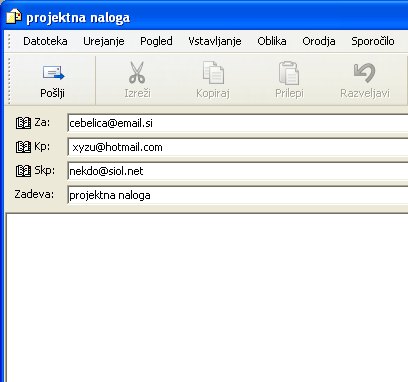 projektna naloga
Datoteka Urejanje Pogled Vstavljanje Oblika Orodja Sporočilo
Pošlji Izreži Kopiraj Prilepi Razveljavi
Za: cebelica@email.si
Kp: xyzu@hotmail.com
Skp: nekdo@siol.net
Zadeva: projektna naloga